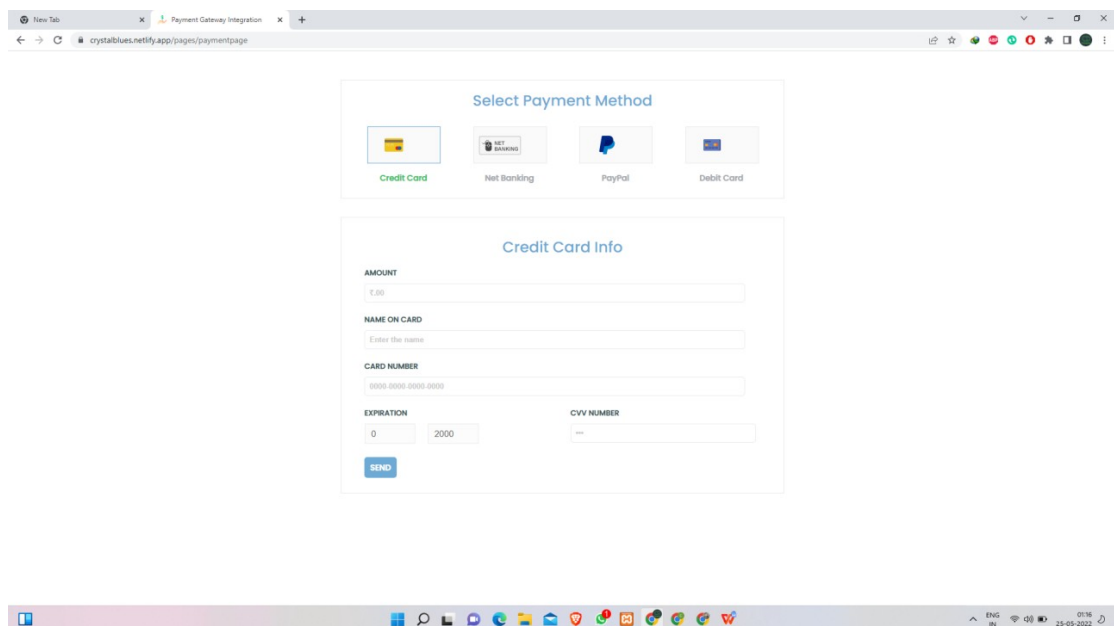 New Tab
Payment Gateway Integration
crystalblues.netlify.app/pages/paymentpage
Select Payment Method
NET
BANKING
Credit Card Net Banking PayPal Debit Card
Credit Card Info
AMOUNT
₹.00
NAME ON CARD
Enter the name
CARD NUMBER
0000-0000-0000-0000
EXPIRATION CVV NUMBER
0 2000
SEND
ENG
IN
01:16
25-05-2022